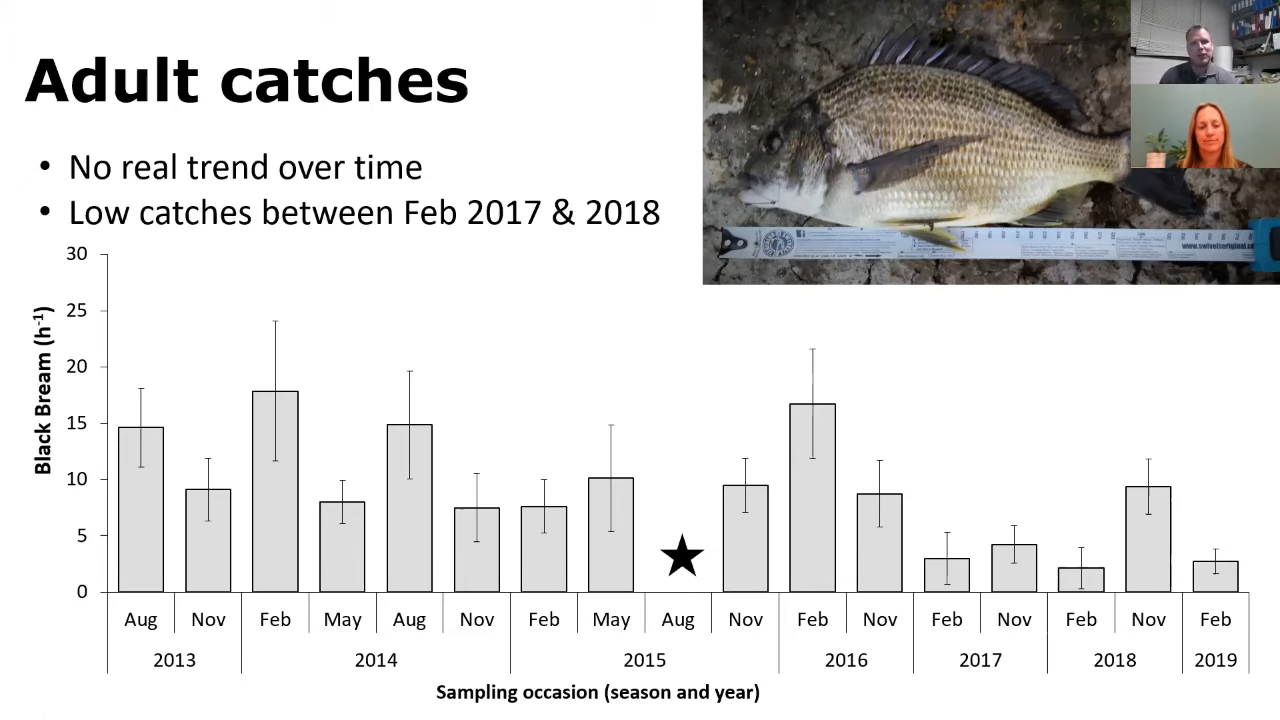 Adult catches
• No real trend over time
• Low catches between Feb 2017 & 2018
www.swivelsoriginal.co
Black Bream (h-1)
30
25
20
15
10
5
0
Aug Nov Feb May Aug Nov Feb May Aug Nov Feb Nov Feb Nov Feb Nov Feb
2013 2014 2015 2016 2017 2018 2019
Sampling occasion (season and year)